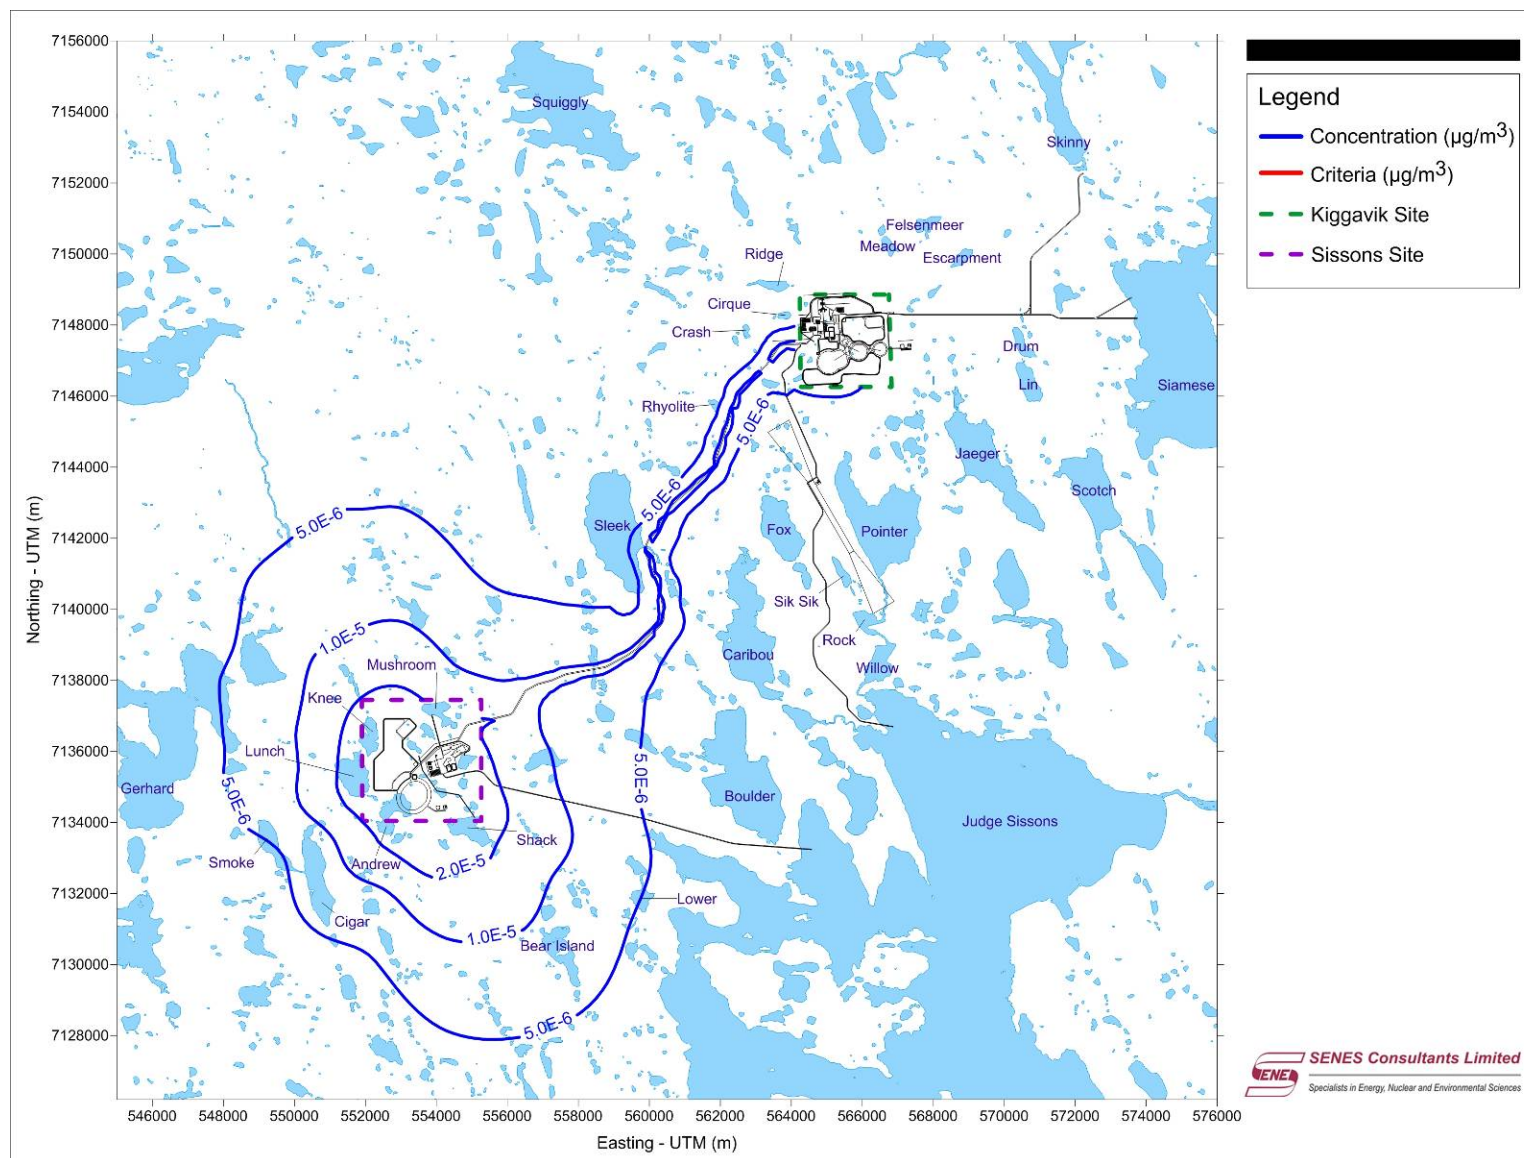 7156000
7154000
7152000
7150000
7148000
7146000
7144000
7142000
7140000
7138000
7136000
7134000
7132000
7130000
7128000
Northing - UTM (m)
546000 548000 550000 552000 554000 556000 558000 560000 562000 564000 566000 568000 570000 572000 574000 576000
Easting - UTM (m)
Squiggly
Skinny
Felsenmeer
Meadow
Ridge
Escarpment
Cirque
Crash
Drum
Lin
Siamese
Rhyolite
5.0E-6
Jaeger
Scotch
5.0E-6
5.0E-6
Sleek
Fox
Pointer
Sik Sik
1.0E-5
Rock
Mushroom
Caribou
Willow
Knee
Lunch
Gerhard
5.0E-6
5.0E-6
Boulder
Judge Sissons
Shack
Smoke
Andrew
2.0E-5
Lower
Cigar
1.0E-5
Bear Island
5.0E-6
Legend
Concentration (µg/m3)
Criteria (µg/m3)
Kiggavik Site
Sissons Site
SENES
SENES Consultants Limited
Specialists in Energy, Nuclear and Environmental Sciences